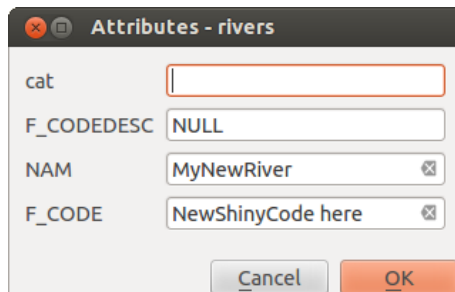 Attributes - rivers
cat
F_CODEDESC NULL
NAM MyNewRiver
F_CODE NewShinyCode here
Cancel OK